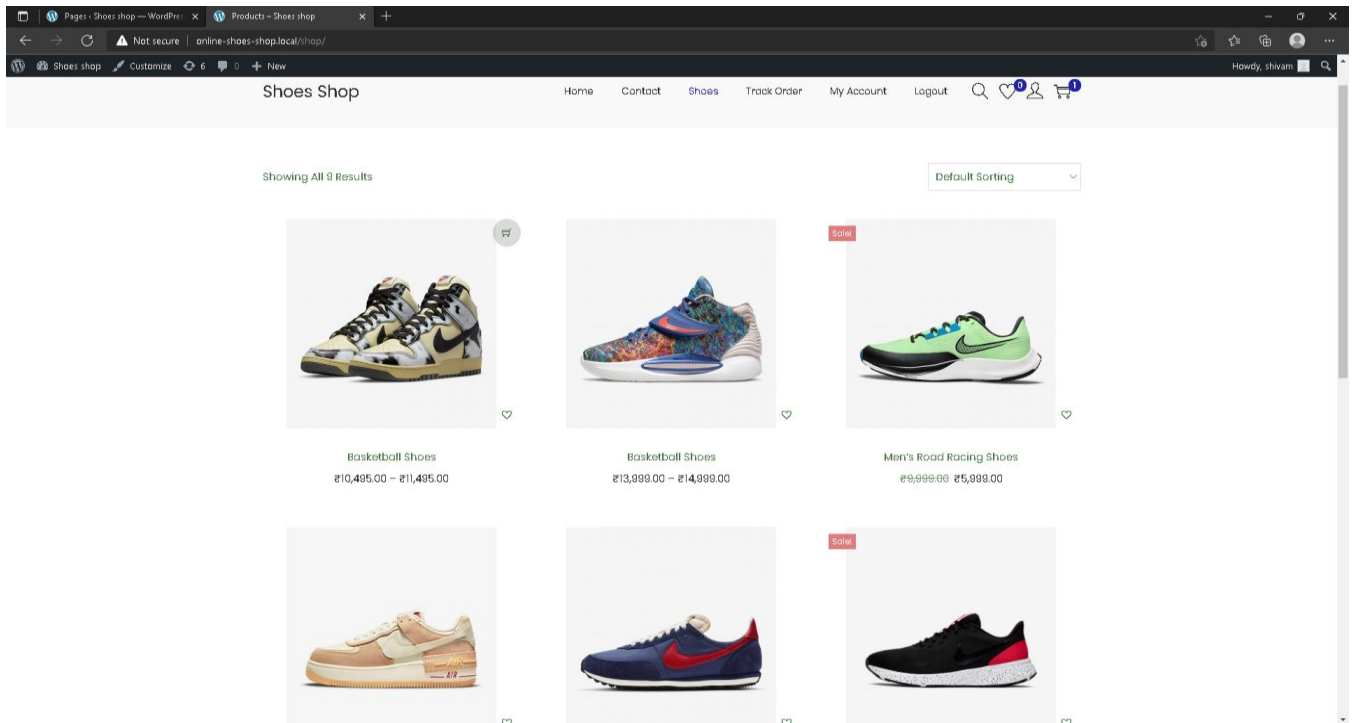 Pages ‹ Shoes shop — WordPre:
Products – Shoes shop
Not secure | online-shoes-shop.local/shop/
Shoes shop Customize 6 0 New Howdy, shivam
Shoes Shop Home Contact Shoes Track Order My Account Logout 0 1
Showing All 9 Results Default Sorting
Sale!
Basketball Shoes Basketball Shoes Men's Road Racing Shoes
₹10,495.00 – ₹11,495.00 ₹13,999.00 – ₹14,999.00 ₹9,999.00 ₹5,999.00
Sale!
AIR
AIR